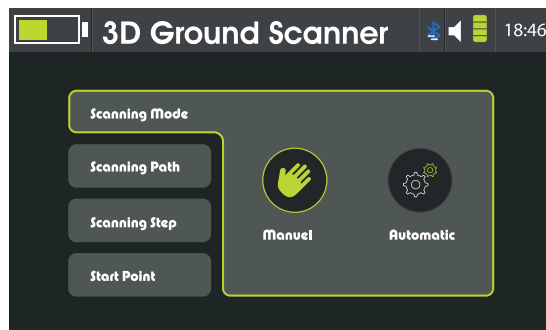 3D Ground Scanner
18:46
Scanning Mode
Scanning Path
Scanning Step
Start Point
Manuel
Automatic